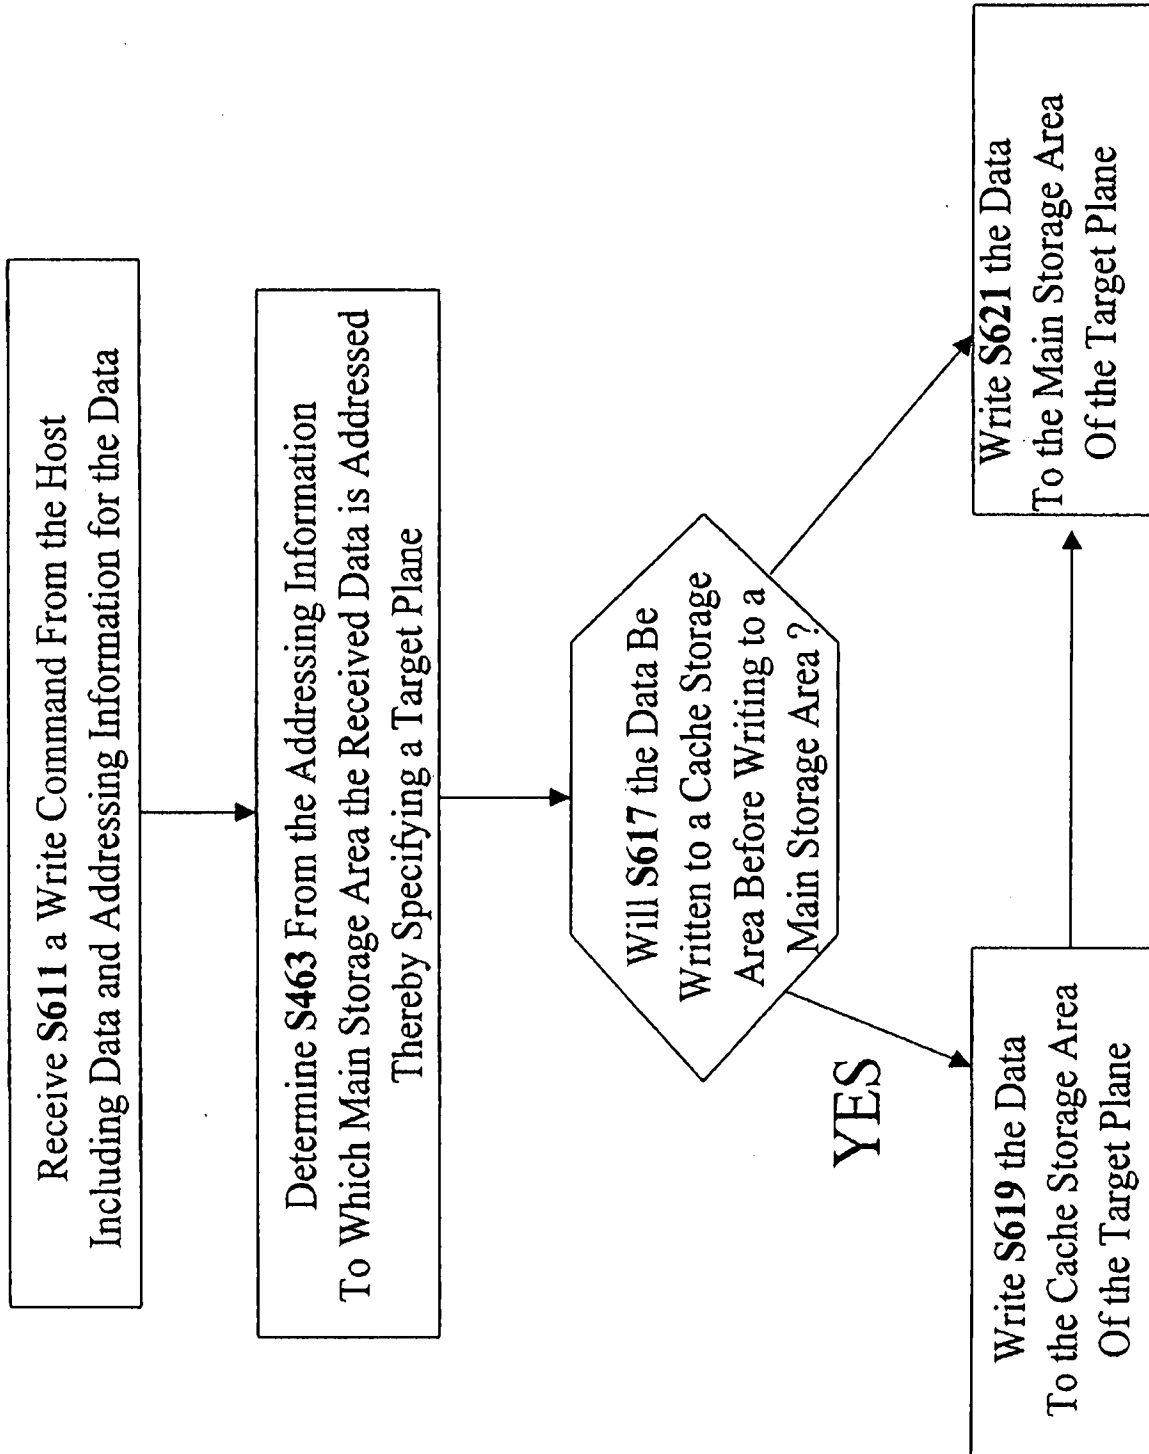 Receive S611 a Write Command From the Host
Including Data and Addressing Information for the Data
Determine S463 From the Addressing Information
To Which Main Storage Area the Received Data is Addressed
Thereby Specifying a Target Plane
Will S617 the Data Be
Written to a Cache Storage
Area Before Writing to a
Main Storage Area ?
YES
Write S619 the Data
To the Cache Storage Area
Of the Target Plane
Write S621 the Data
To the Main Storage Area
Of the Target Plane